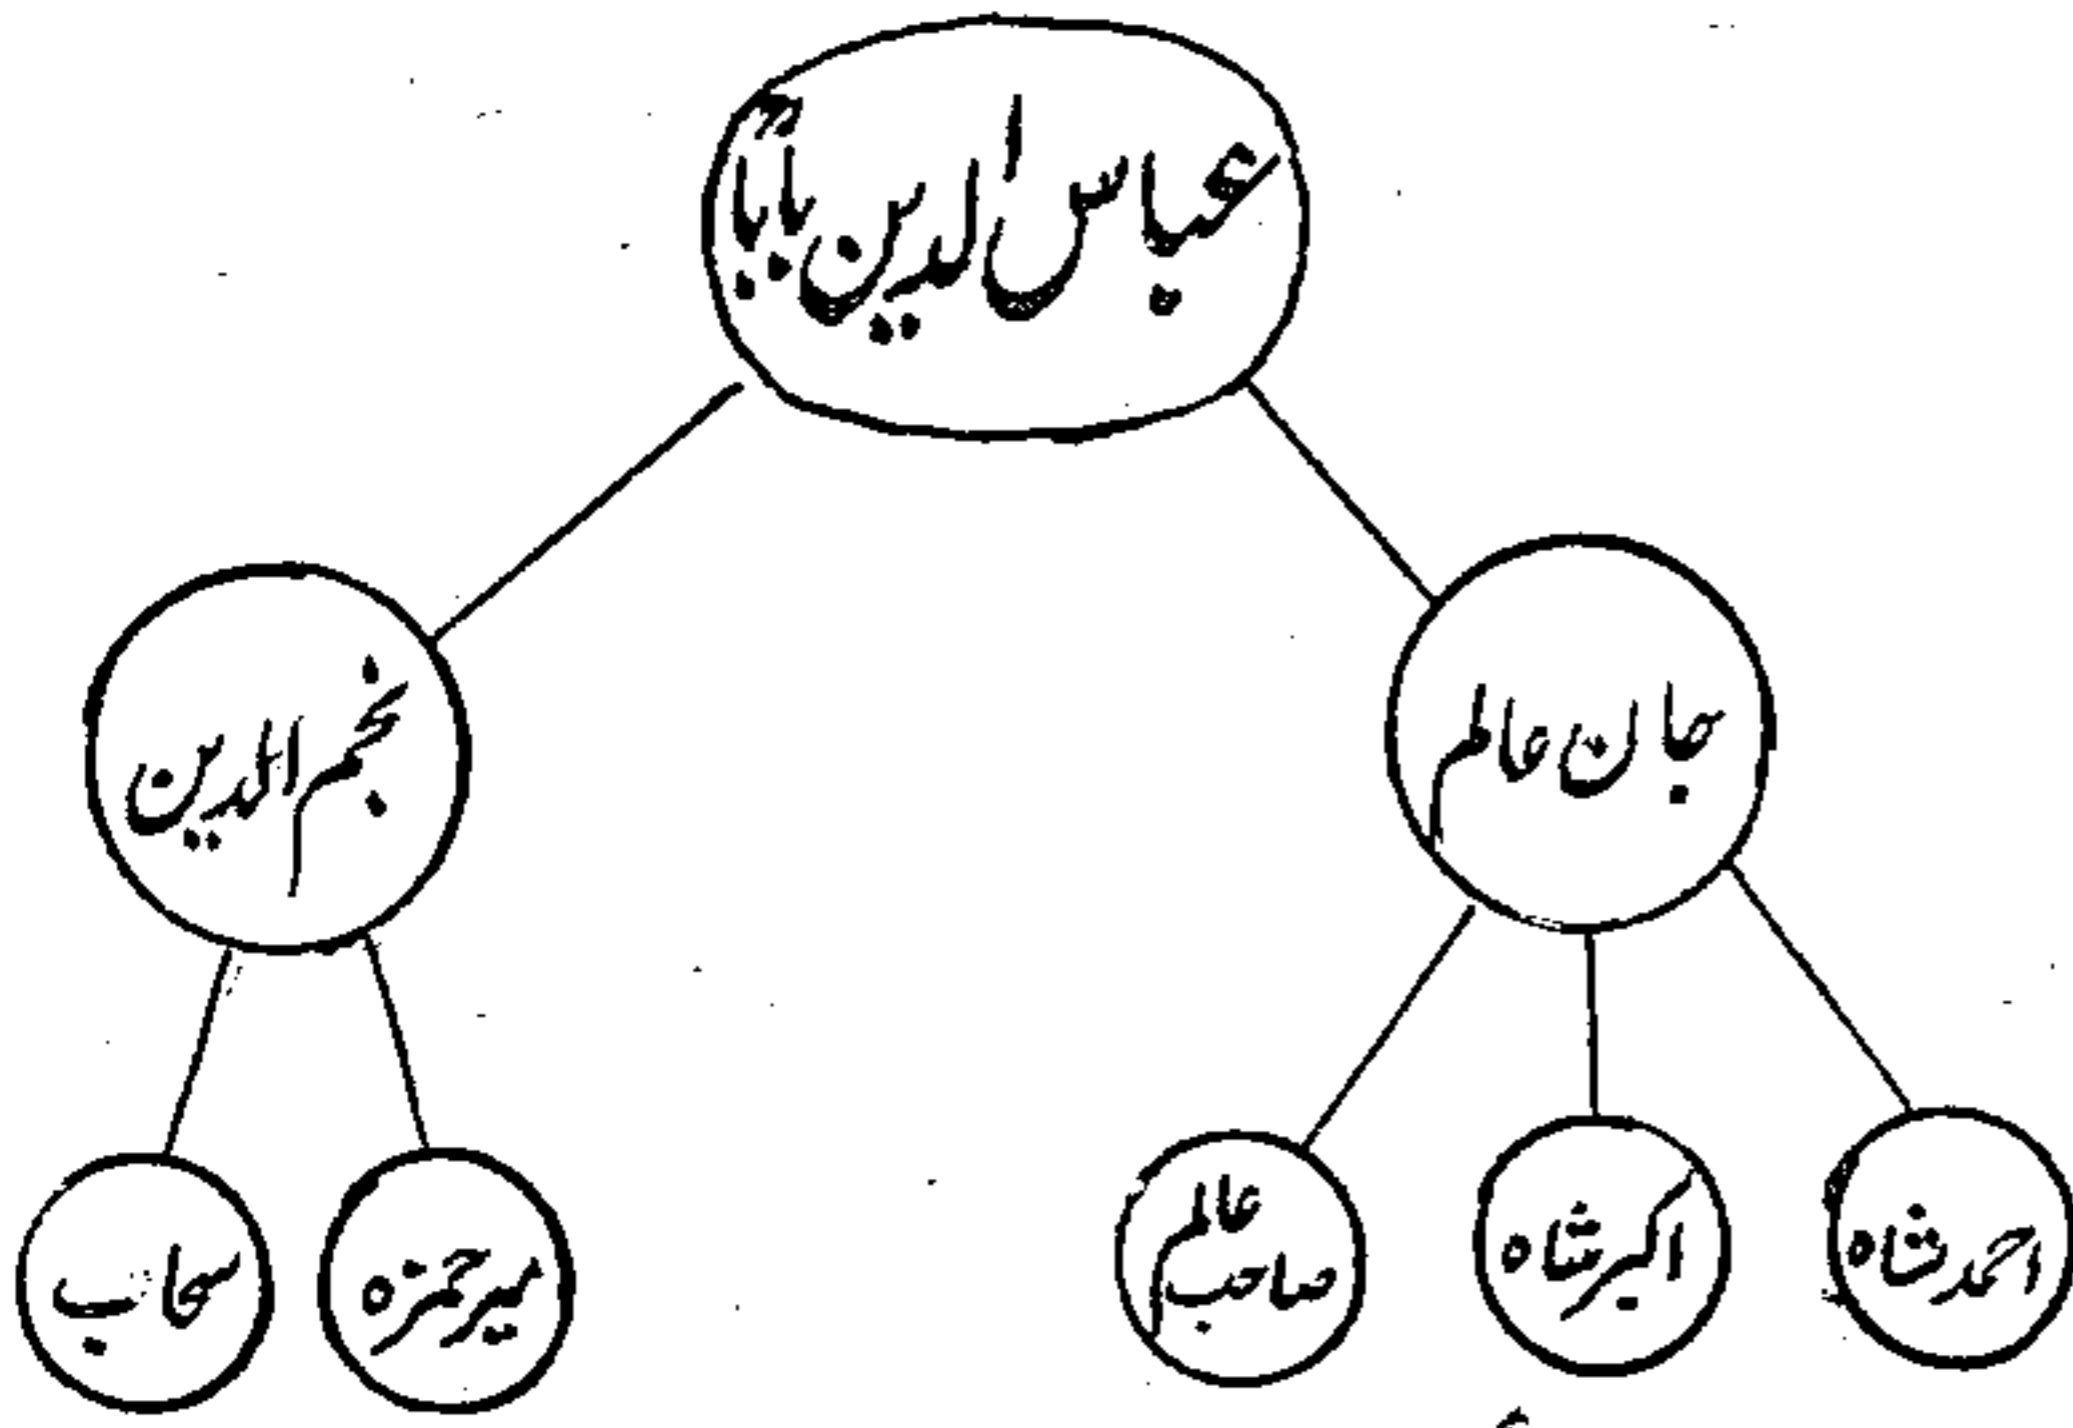 عباس الدین باباؒ
جان عالم
نجم الدین
احمد شاہ
اکبر شاہ
عالم
صاحب
میر حمزہ
سحاب